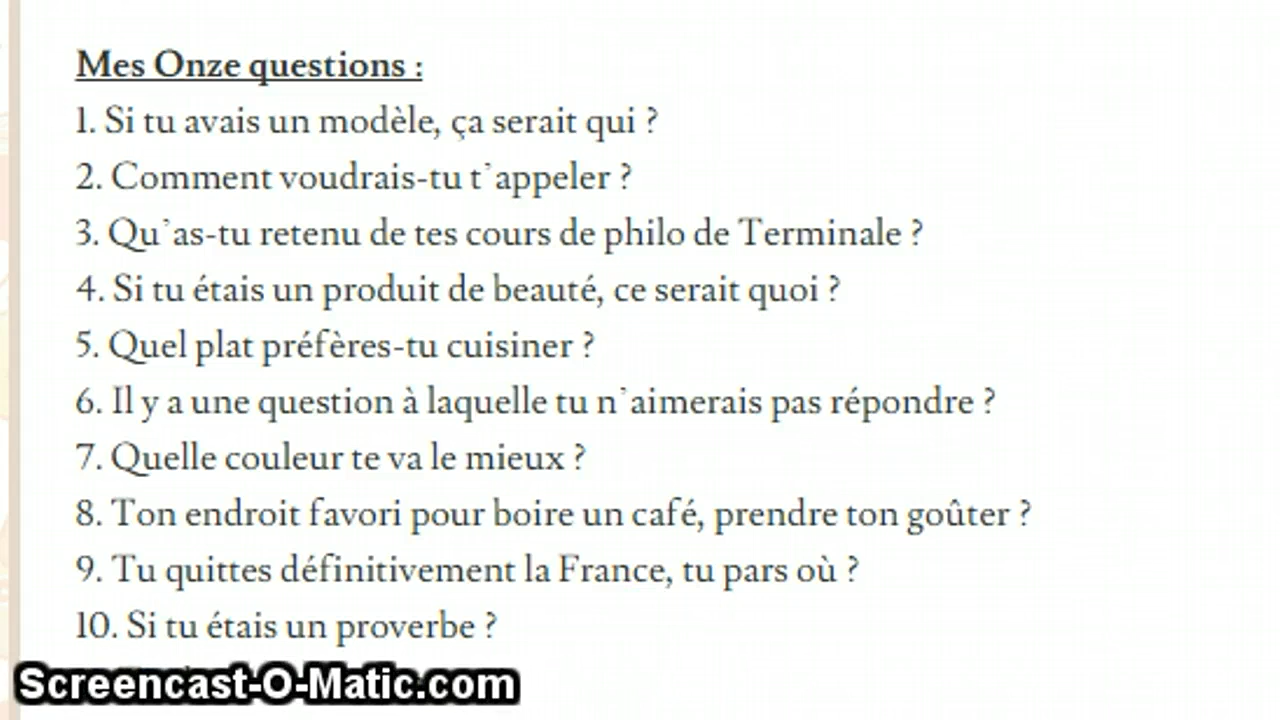 Mes Onze questions :
1. Si tu avais un modèle, ça serait qui ?
2. Comment voudrais-tu t'appeler ?
3. Qu'as-tu retenu de tes cours de philo de Terminale ?
4. Si tu étais un produit de beauté, ce serait quoi ?
5. Quel plat préfères-tu cuisiner ?
6. Il y a une question à laquelle tu n'aimerais pas répondre ?
7. Quelle couleur te va le mieux ?
8. Ton endroit favori pour boire un café, prendre ton goûter ?
9. Tu quittes définitivement la France, tu pars où ?
10. Si tu étais un proverbe ?
Screencast-O-Matic.com